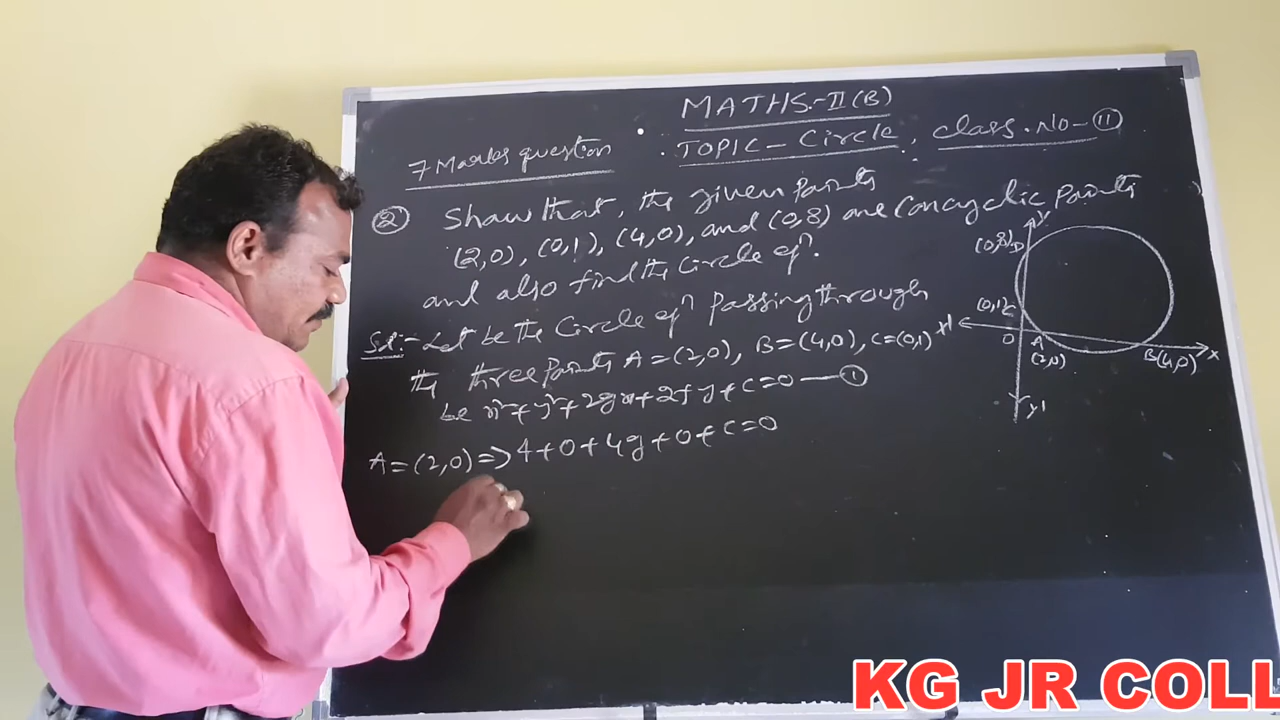 MATHS.-II(B)
7 Marks question
TOPIC - Circle, class.No-11
② Show that, the given Points
(2,0), (0,1), (4,0), and (0,8) are Concyclic Points
and also find the Circle eqn.
Sol:- Let be the Circle eqn Passing through
the three Points A=(2,0), B=(4,0), C=(0,1)
be x²+y²+2gx+2fy+c=0 — ①
A=(2,0) => 4+0+4g+0+c=0
Y
(0,8) D
(0,1) C
x1
O
A
(2,0)
B(4,0)
X
Y1
KG JR COLL